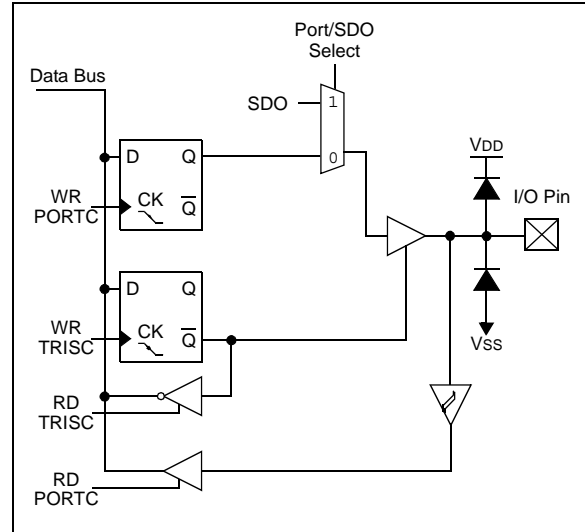 Port/SDO
Select
Data Bus
SDO
1
0
VDD
I/O Pin
D
Q
WR
PORTC
CK
Q
VSS
D
Q
WR
TRISC
CK
Q
RD
TRISC
RD
PORTC